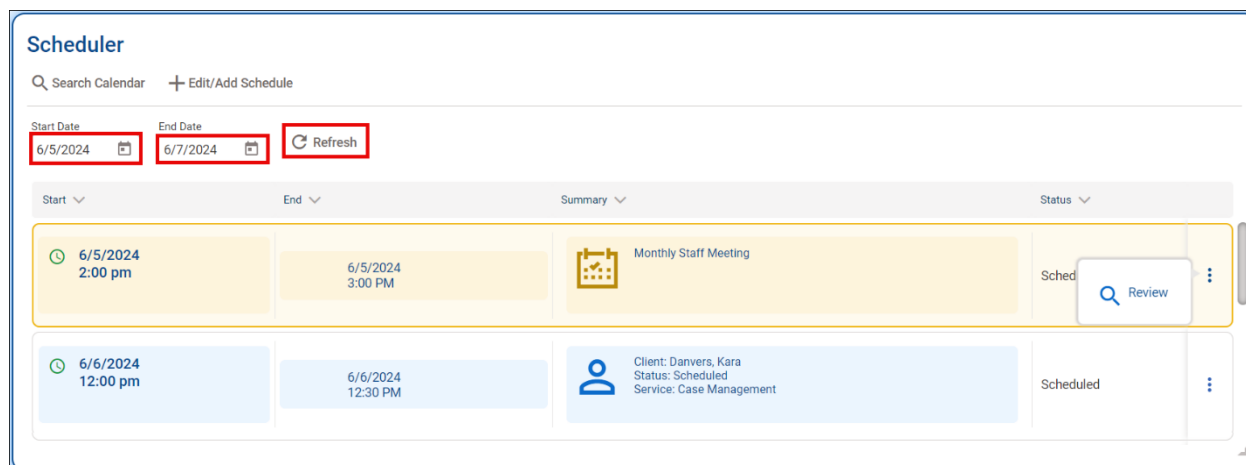 Scheduler
Search Calendar Edit/Add Schedule
Start Date End Date
6/5/2024 6/7/2024 Refresh
Start End Summary Status
6/5/2024
2:00 pm
6/5/2024
3:00 PM
Monthly Staff Meeting
Sched
Review
6/6/2024
12:00 pm
6/6/2024
12:30 PM
Client: Danvers, Kara
Status: Scheduled
Service: Case Management
Scheduled